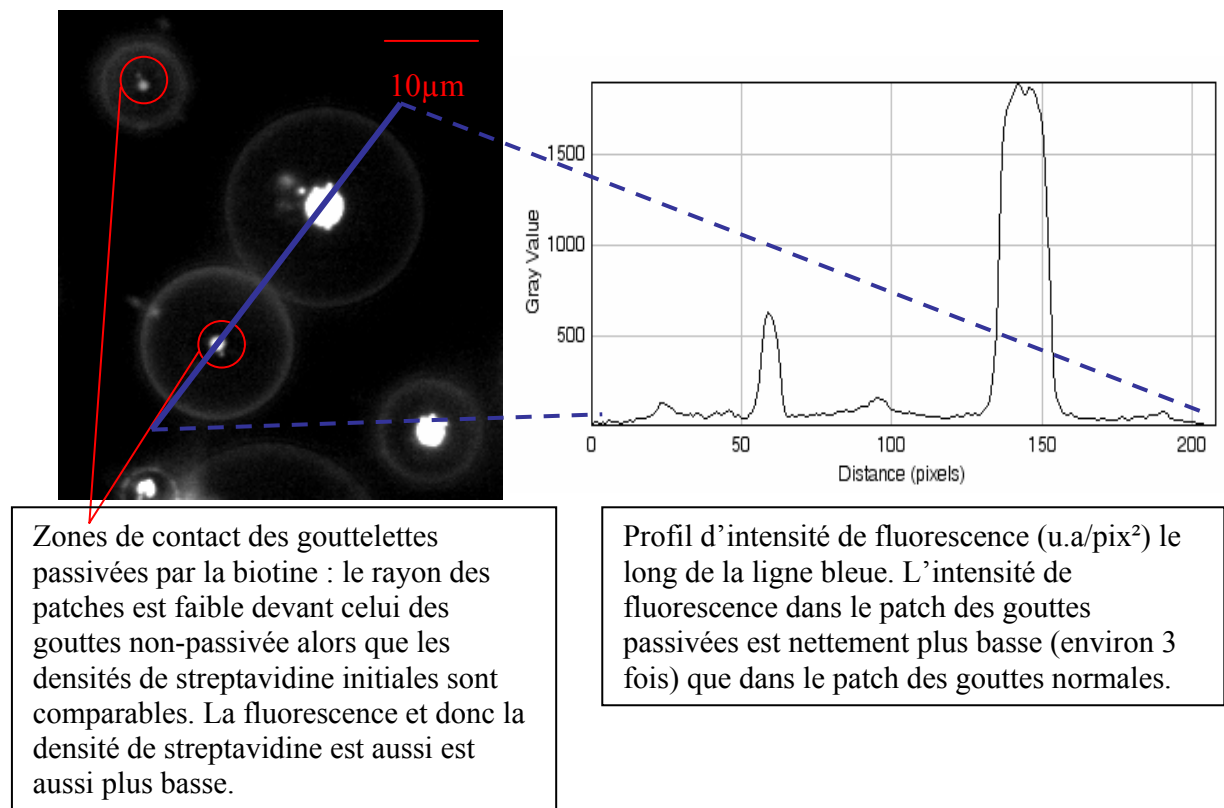 10µm
1500
1000
500
Gray Value
0
50
100
150
200
Distance (pixels)
Zones de contact des gouttelettes
passivées par la biotine : le rayon des
patches est faible devant celui des
gouttes non-passivée alors que les
densités de streptavidine initiales sont
comparables. La fluorescence et donc la
densité de streptavidine est aussi est
aussi plus basse.
Profil d’intensité de fluorescence (u.a/pix²) le
long de la ligne bleue. L’intensité de
fluorescence dans le patch des gouttes
passivées est nettement plus basse (environ 3
fois) que dans le patch des gouttes normales.